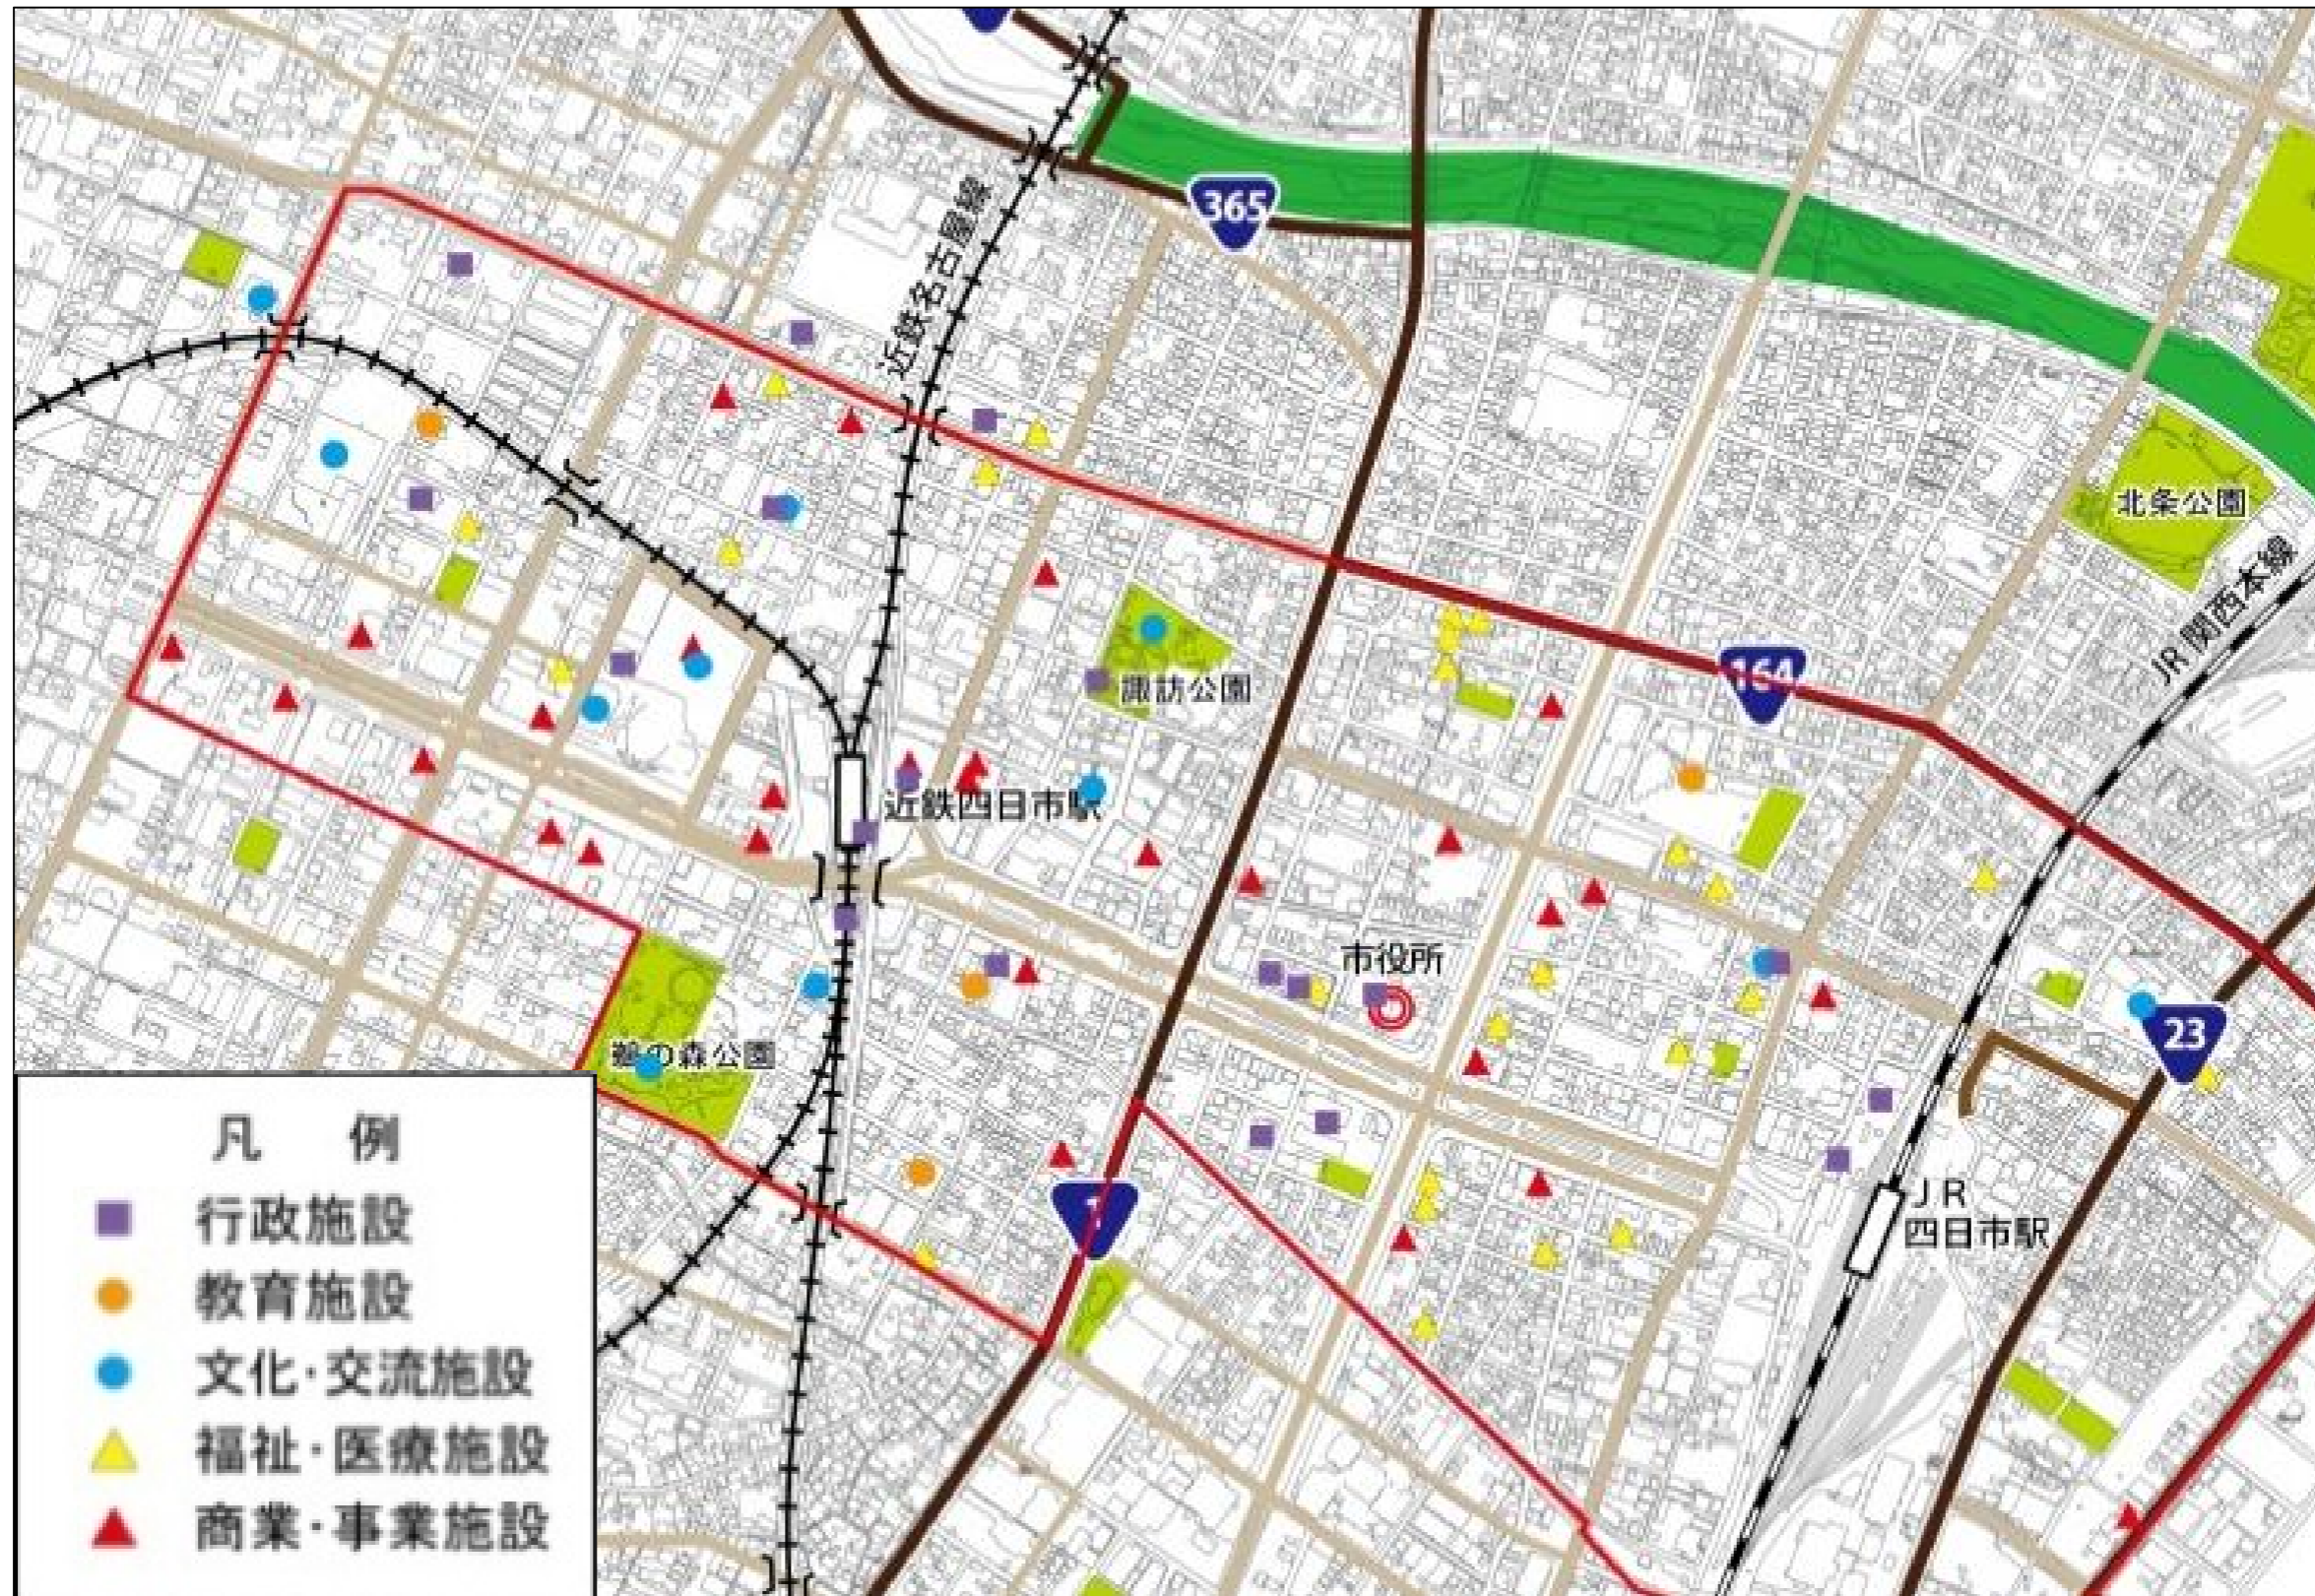 365
近鉄名古屋線
北条公園
JR関西本線
164
諏訪公園
近鉄四日市駅
市役所
23
鵜の森公園
1
JR
四日市駅
凡 例
行政施設
教育施設
文化・交流施設
福祉・医療施設
商業・事業施設